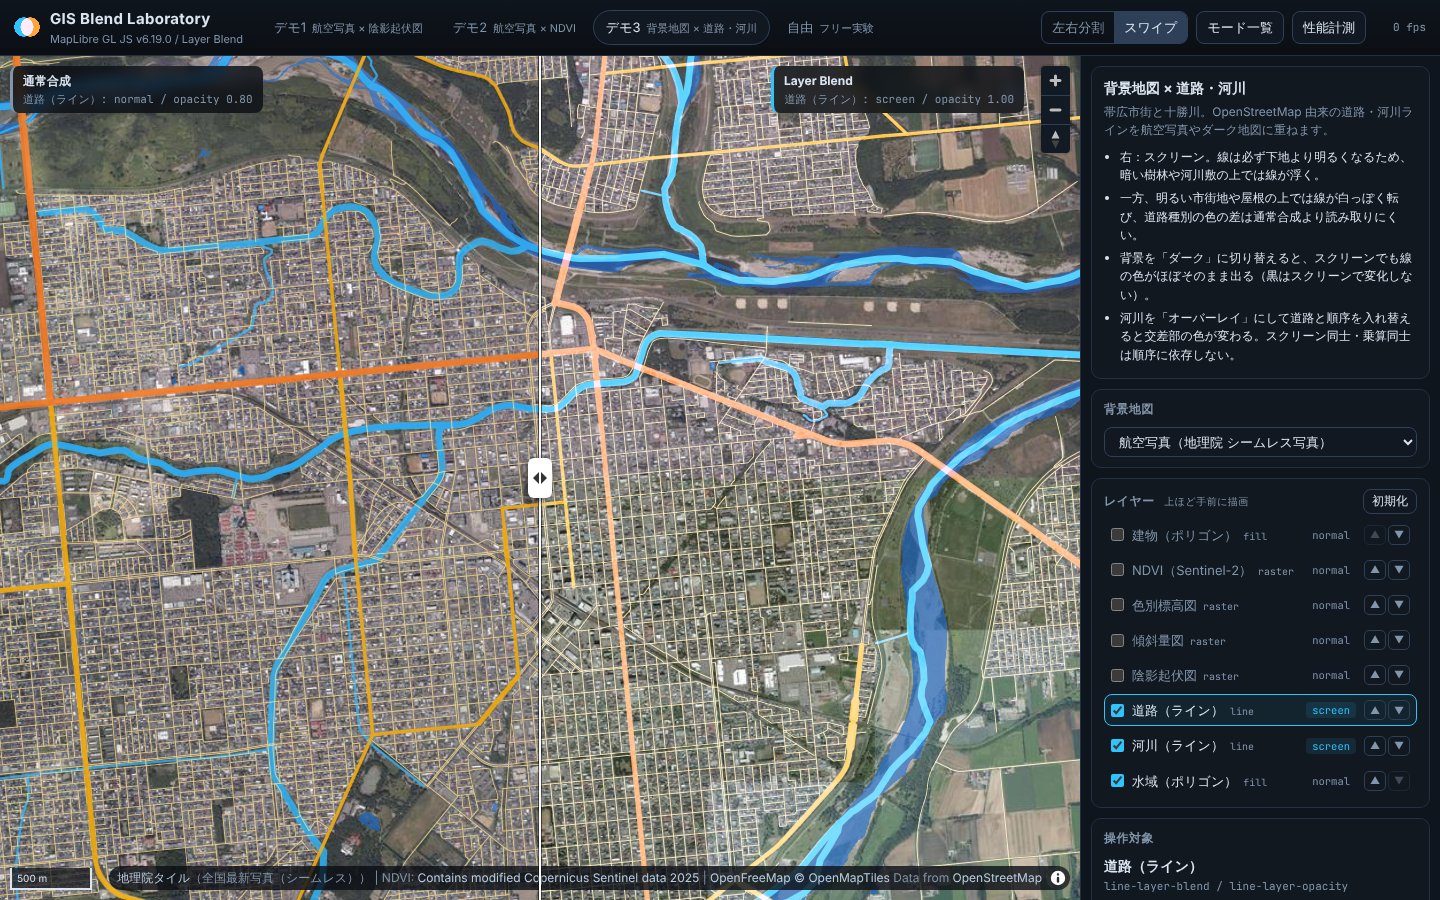 GIS Blend Laboratory
MapLibre GL JS v6.19.0 / Layer Blend
デモ1 航空写真 × 陰影起伏図
デモ2 航空写真 × NDVI
デモ3 背景地図 × 道路・河川
自由 フリー実験
左右分割
スワイプ
モード一覧
性能計測
0 fps
通常合成
道路（ライン）: normal / opacity 0.80
Layer Blend
道路（ライン）: screen / opacity 1.00
背景地図 × 道路・河川
帯広市街と十勝川。OpenStreetMap 由来の道路・河川ラ
インを航空写真やダーク地図に重ねます。
• 右：スクリーン。線は必ず下地より明るくなるため、
暗い樹林や河川敷の上では線が浮く。
• 一方、明るい市街地や屋根の上では線が白っぽく転
び、道路種別の色の差は通常合成より読み取りにく
い。
• 背景を「ダーク」に切り替えると、スクリーンでも線
の色がほぼそのまま出る（黒はスクリーンで変化しな
い）。
• 河川を「オーバーレイ」にして道路と順序を入れ替え
ると交差部の色が変わる。スクリーン同士・乗算同士
は順序に依存しない。
背景地図
航空写真（地理院 シームレス写真）
レイヤー 上ほど手前に描画
初期化
建物（ポリゴン） fill normal
NDVI（Sentinel-2） raster normal
色別標高図 raster normal
傾斜量図 raster normal
陰影起伏図 raster normal
道路（ライン） line screen
河川（ライン） line screen
水域（ポリゴン） fill normal
操作対象
道路（ライン）
line-layer-blend / line-layer-opacity
500 m
地理院タイル（全国最新写真（シームレス）） | NDVI: Contains modified Copernicus Sentinel data 2025 | OpenFreeMap © OpenMapTiles Data from OpenStreetMap